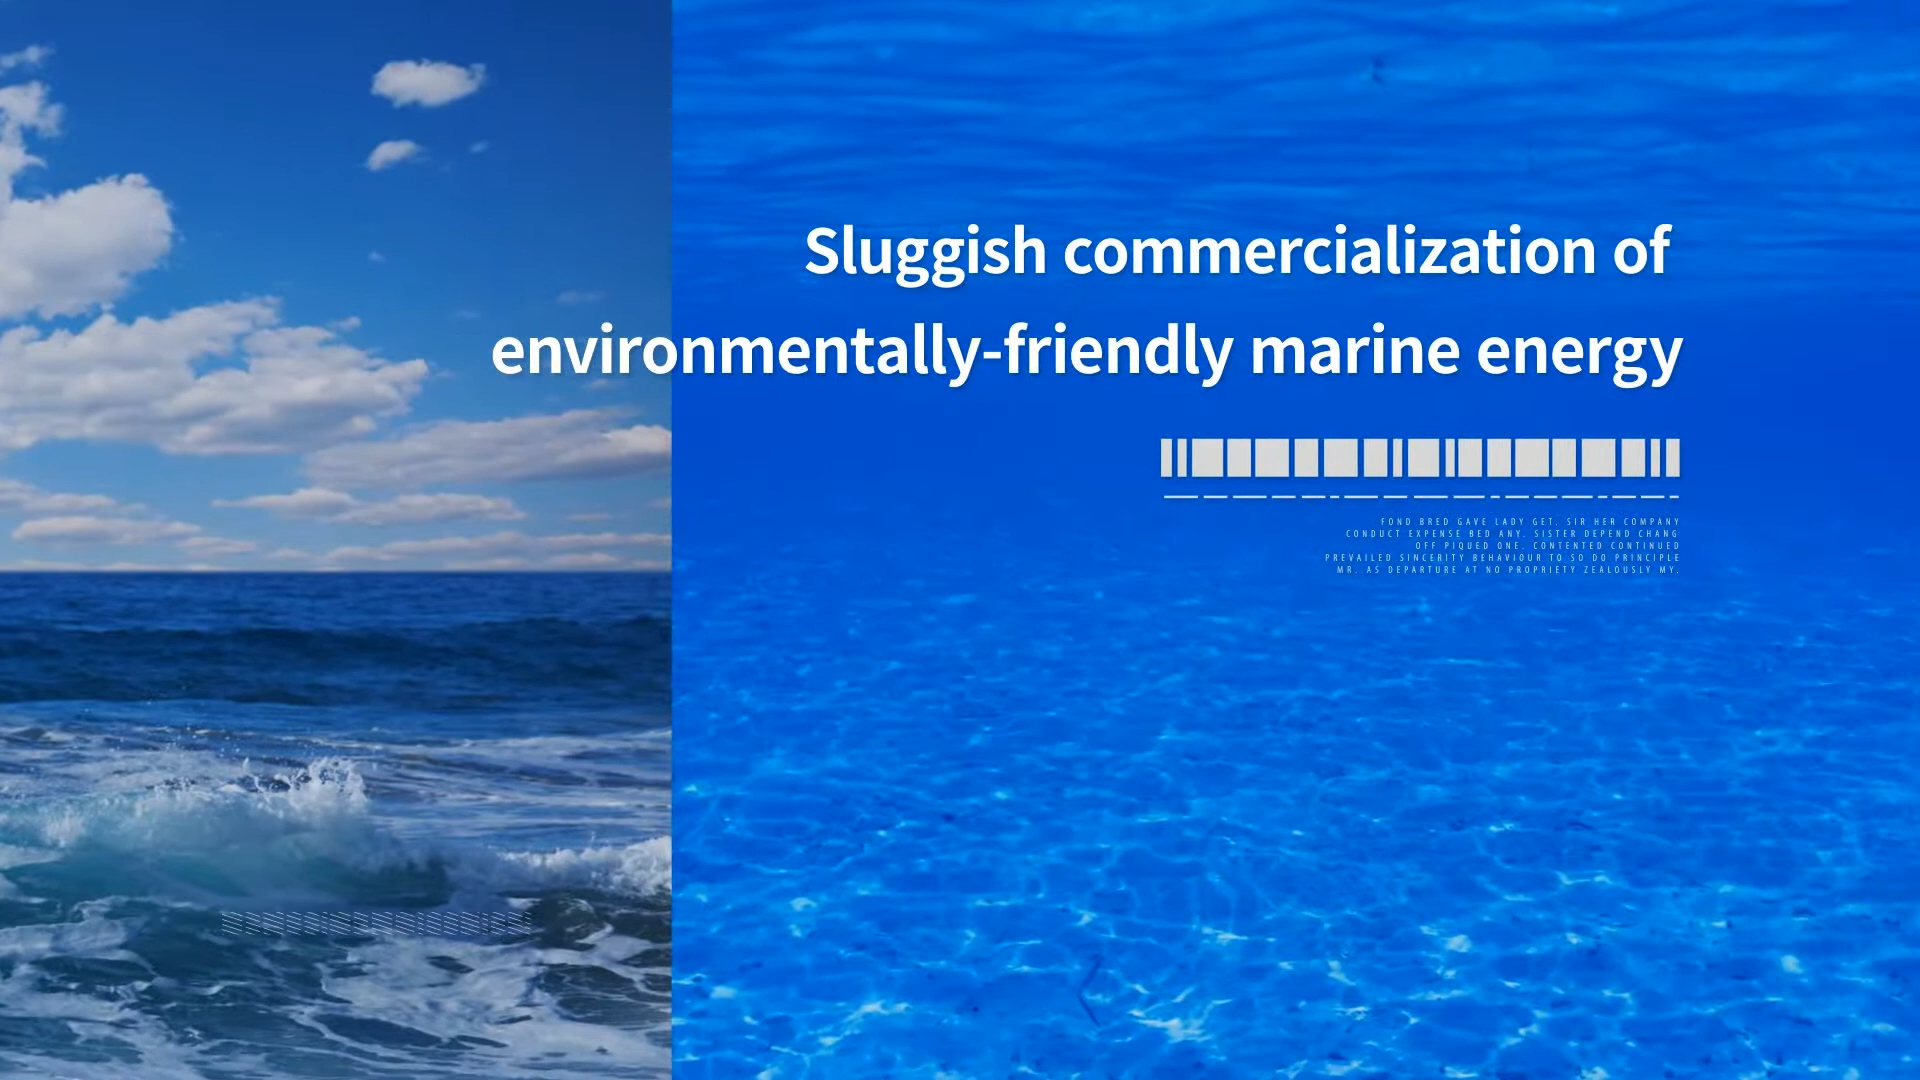 Sluggish commercialization of
environmentally-friendly marine energy
FOND BRED GAVE LADY GET. SIR HER COMPANY
CONDUCT EXPENSE BED ANY. SISTER DEPEND CHANG
OFF PIQUED ONE. CONTENTED CONTINUED
PREVAILED SINCERITY BEHAVIOUR TO SO DO PRINCIPLE
MR. AS DEPARTURE AT NO PROPRIETY ZEALOUSLY MY.